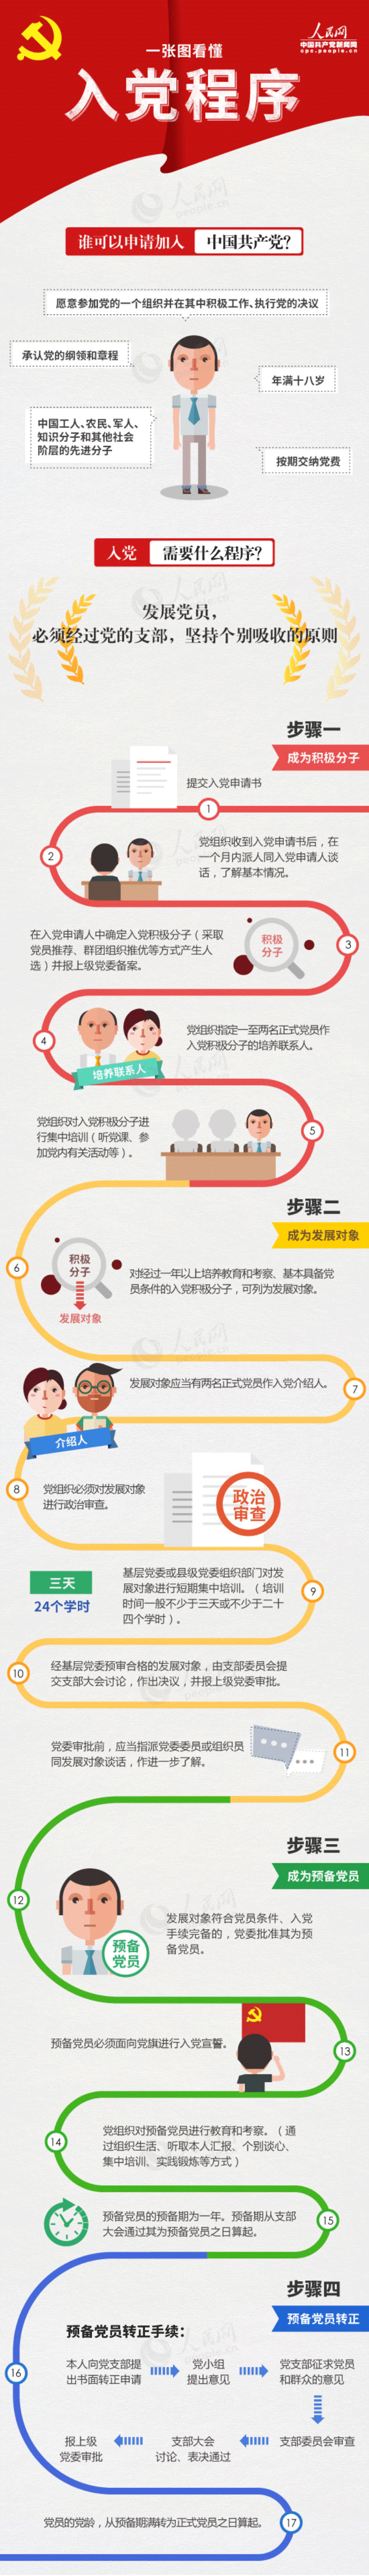 人民网
中国共产党新闻网
cpc.people.com.cn
一张图看懂
入党程序
谁可以申请加入 中国共产党?
愿意参加党的一个组织并在其中积极工作、执行党的决议
承认党的纲领和章程
年满十八岁
中国工人、农民、军人、
知识分子和其他社会
阶层的先进分子
按期交纳党费
入党 需要什么程序?
发展党员,
必须经过党的支部,坚持个别吸收的原则
步骤一
成为积极分子
提交入党申请书
1
党组织收到入党申请书后,在
一个月内派人同入党申请人谈
话,了解基本情况。
2
在入党申请人中确定入党积极分子(采取
党员推荐、群团组织推优等方式产生人
选)并报上级党委备案。
积极
分子
3
4
党组织指定一至两名正式党员作
入党积极分子的培养联系人。
培养联系人
党组织对入党积极分子进
行集中培训(听党课、参
加党内有关活动等)。
5
步骤二
成为发展对象
6
积极
分子
发展对象
对经过一年以上培养教育和考察、基本具备党
员条件的入党积极分子,可列为发展对象。
发展对象应当有两名正式党员作入党介绍人。
7
介绍人
8
党组织必须对发展对象
进行政治审查。
政治
审查
三天
24个学时
基层党委或县级党委组织部门对发
展对象进行短期集中培训。(培训
时间一般不少于三天或不少于二十
四个学时)。
9
10
经基层党委预审合格的发展对象,由支部委员会提
交支部大会讨论,作出决议,并报上级党委审批。
党委审批前,应当指派党委委员或组织员
同发展对象谈话,作进一步了解。
11
步骤三
成为预备党员
12
预备
党员
发展对象符合党员条件、入党
手续完备的,党委批准其为预
备党员。
预备党员必须面向党旗进行入党宣誓。
13
14
党组织对预备党员进行教育和考察。(通
过组织生活、听取本人汇报、个别谈心、
集中培训、实践锻炼等方式)
预备党员的预备期为一年。预备期从支部
大会通过其为预备党员之日算起。
15
步骤四
预备党员转正
预备党员转正手续:
16
本人向党支部提
出书面转正申请
党小组
提出意见
党支部征求党员
和群众的意见
支部委员会审查
支部大会
讨论、表决通过
报上级
党委审批
党员的党龄,从预备期满转为正式党员之日算起。
17